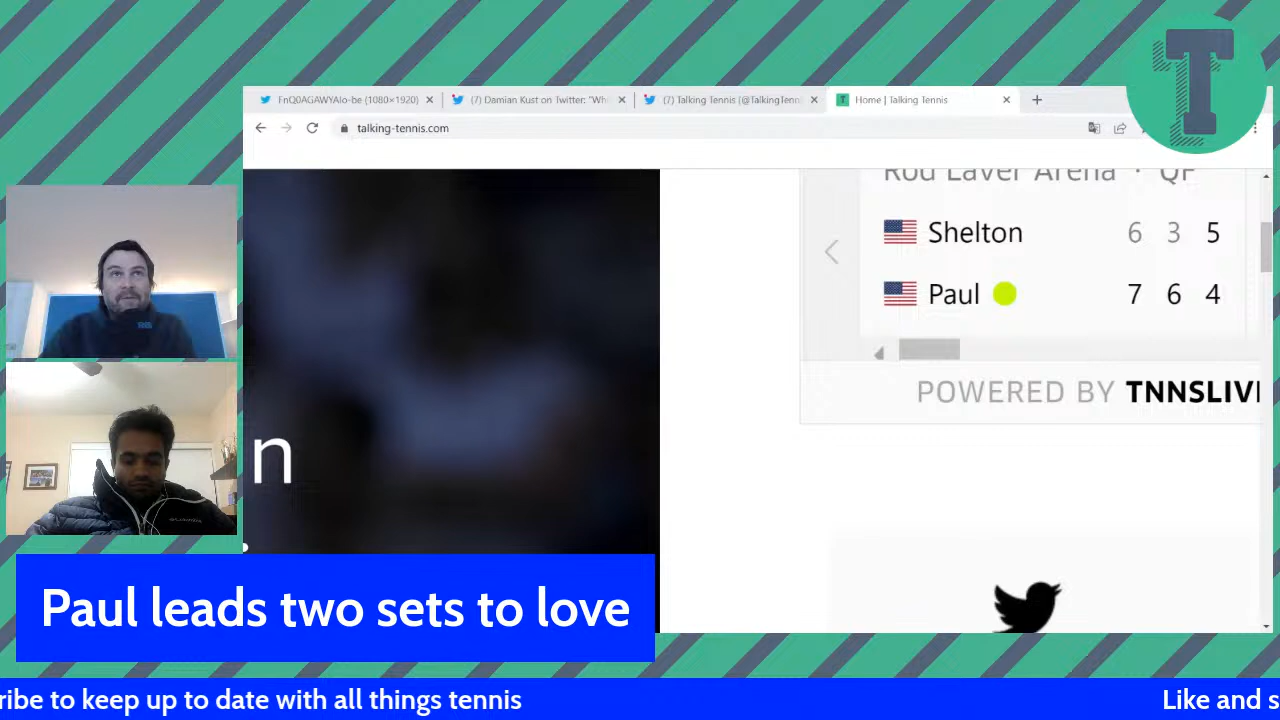 FnQ0AGAWYAIo-be (1080×1920)
(7) Damian Kust on Twitter: "Wh
(7) Talking Tennis (@TalkingTenn
Home | Talking Tennis
talking-tennis.com
T
Rod Laver Arena · QF
Shelton 6 3 5
Paul 7 6 4
POWERED BY TNNSLIV
n
Paul leads two sets to love
ribe to keep up to date with all things tennis
Like and s